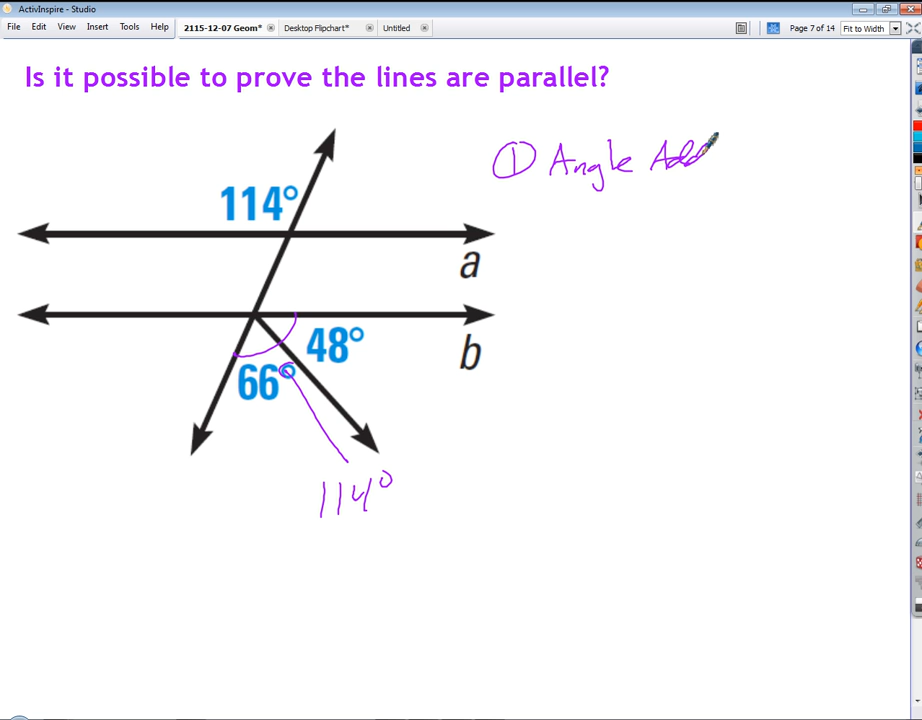 ActivInspire - Studio
File Edit View Insert Tools Help 2115-12-07 Geom* Desktop Flipchart* Untitled Page 7 of 14 Fit to Width
Is it possible to prove the lines are parallel?
① Angle Add
114°
a
48°
b
66°
114°